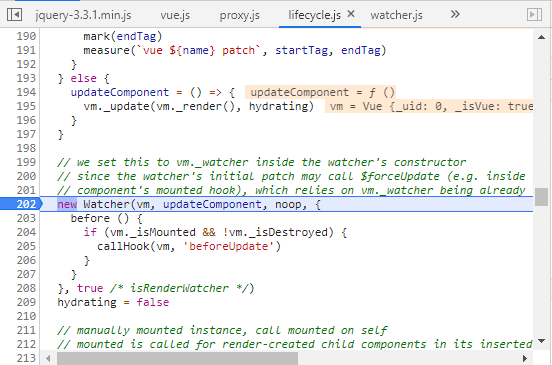 jquery-3.3.1.min.js vue.js proxy.js lifecycle.js × watcher.js »
190 mark(endTag)
191 measure(`vue ${name} patch`, startTag, endTag)
192 }
193 } else {
194 updateComponent = () => { updateComponent = ƒ ()
195 vm._update(vm._render(), hydrating) vm = Vue {_uid: 0, _isVue: true
196 }
197 }
198
199 // we set this to vm._watcher inside the watcher's constructor
200 // since the watcher's initial patch may call $forceUpdate (e.g. inside
201 // component's mounted hook), which relies on vm._watcher being already
202 new Watcher(vm, updateComponent, noop, {
203 before () {
204 if (vm._isMounted && !vm._isDestroyed) {
205 callHook(vm, 'beforeUpdate')
206 }
207 }
208 }, true /* isRenderWatcher */)
209 hydrating = false
210
211 // manually mounted instance, call mounted on self
212 // mounted is called for render-created child components in its inserted
213